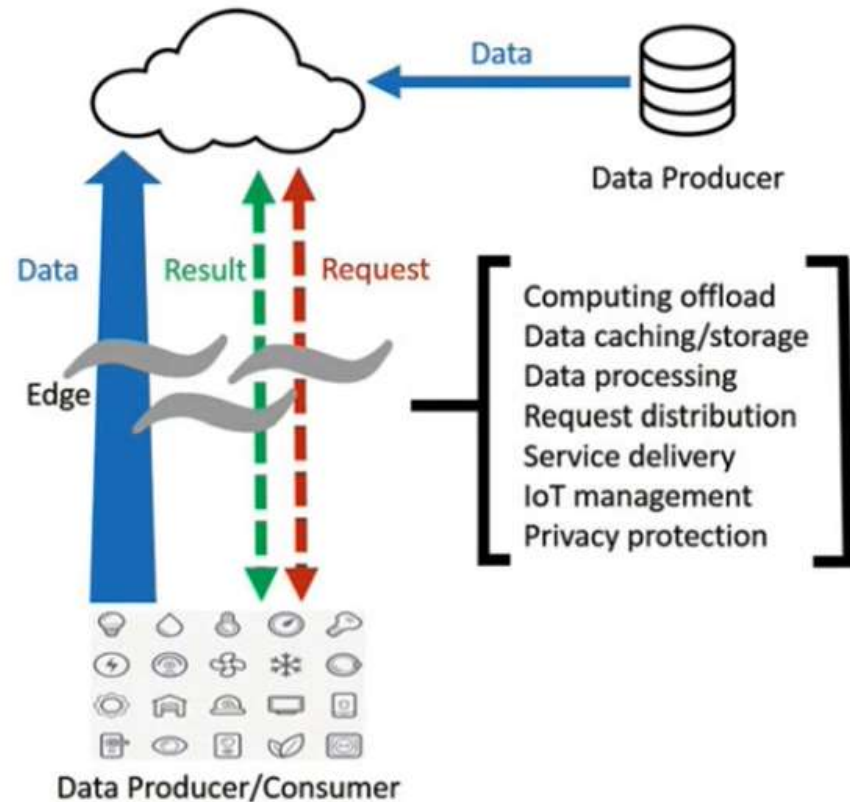 Data
Data Producer
Data
Result
Request
Edge
Computing offload
Data caching/storage
Data processing
Request distribution
Service delivery
IoT management
Privacy protection
Data Producer/Consumer